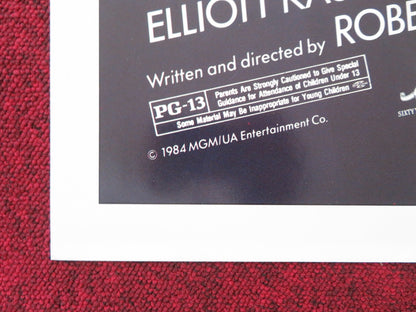 ELLIOTT
Written and directed by ROBE
PG-13 Parents Are Strongly Cautioned to Give Special
Guidance for Attendance of Children Under 13
Some Material May Be Inappropriate for Young Children
© 1984 MGM/UA Entertainment Co.
SIXTY